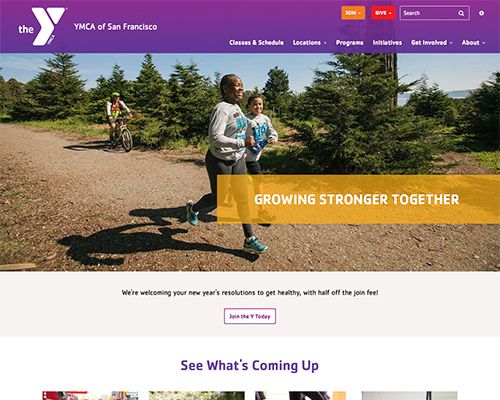 the Y YMCA
YMCA of San Francisco
JOIN
GIVE
Search
Classes & Schedule Locations Programs Initiatives Get Involved About
GROWING STRONGER TOGETHER
We're welcoming your new year's resolutions to get healthy, with half off the join fee!
Join the Y Today
See What's Coming Up